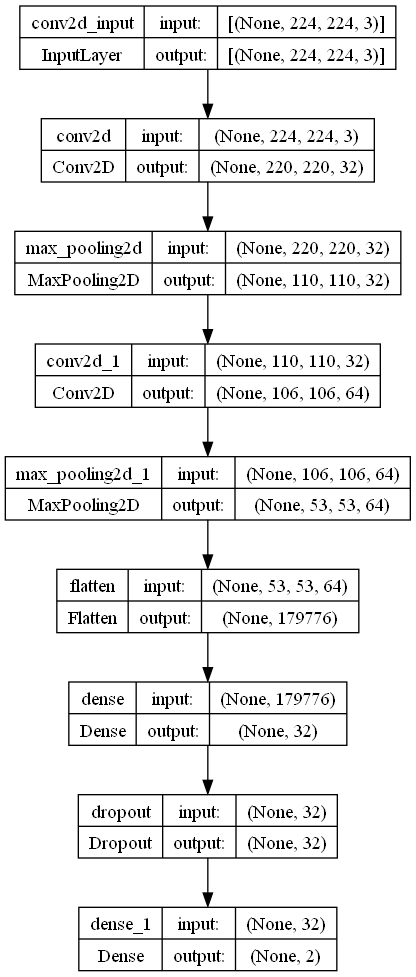 conv2d_input input: [(None, 224, 224, 3)]
InputLayer output: [(None, 224, 224, 3)]
conv2d input: (None, 224, 224, 3)
Conv2D output: (None, 220, 220, 32)
max_pooling2d input: (None, 220, 220, 32)
MaxPooling2D output: (None, 110, 110, 32)
conv2d_1 input: (None, 110, 110, 32)
Conv2D output: (None, 106, 106, 64)
max_pooling2d_1 input: (None, 106, 106, 64)
MaxPooling2D output: (None, 53, 53, 64)
flatten input: (None, 53, 53, 64)
Flatten output: (None, 179776)
dense input: (None, 179776)
Dense output: (None, 32)
dropout input: (None, 32)
Dropout output: (None, 32)
dense_1 input: (None, 32)
Dense output: (None, 2)